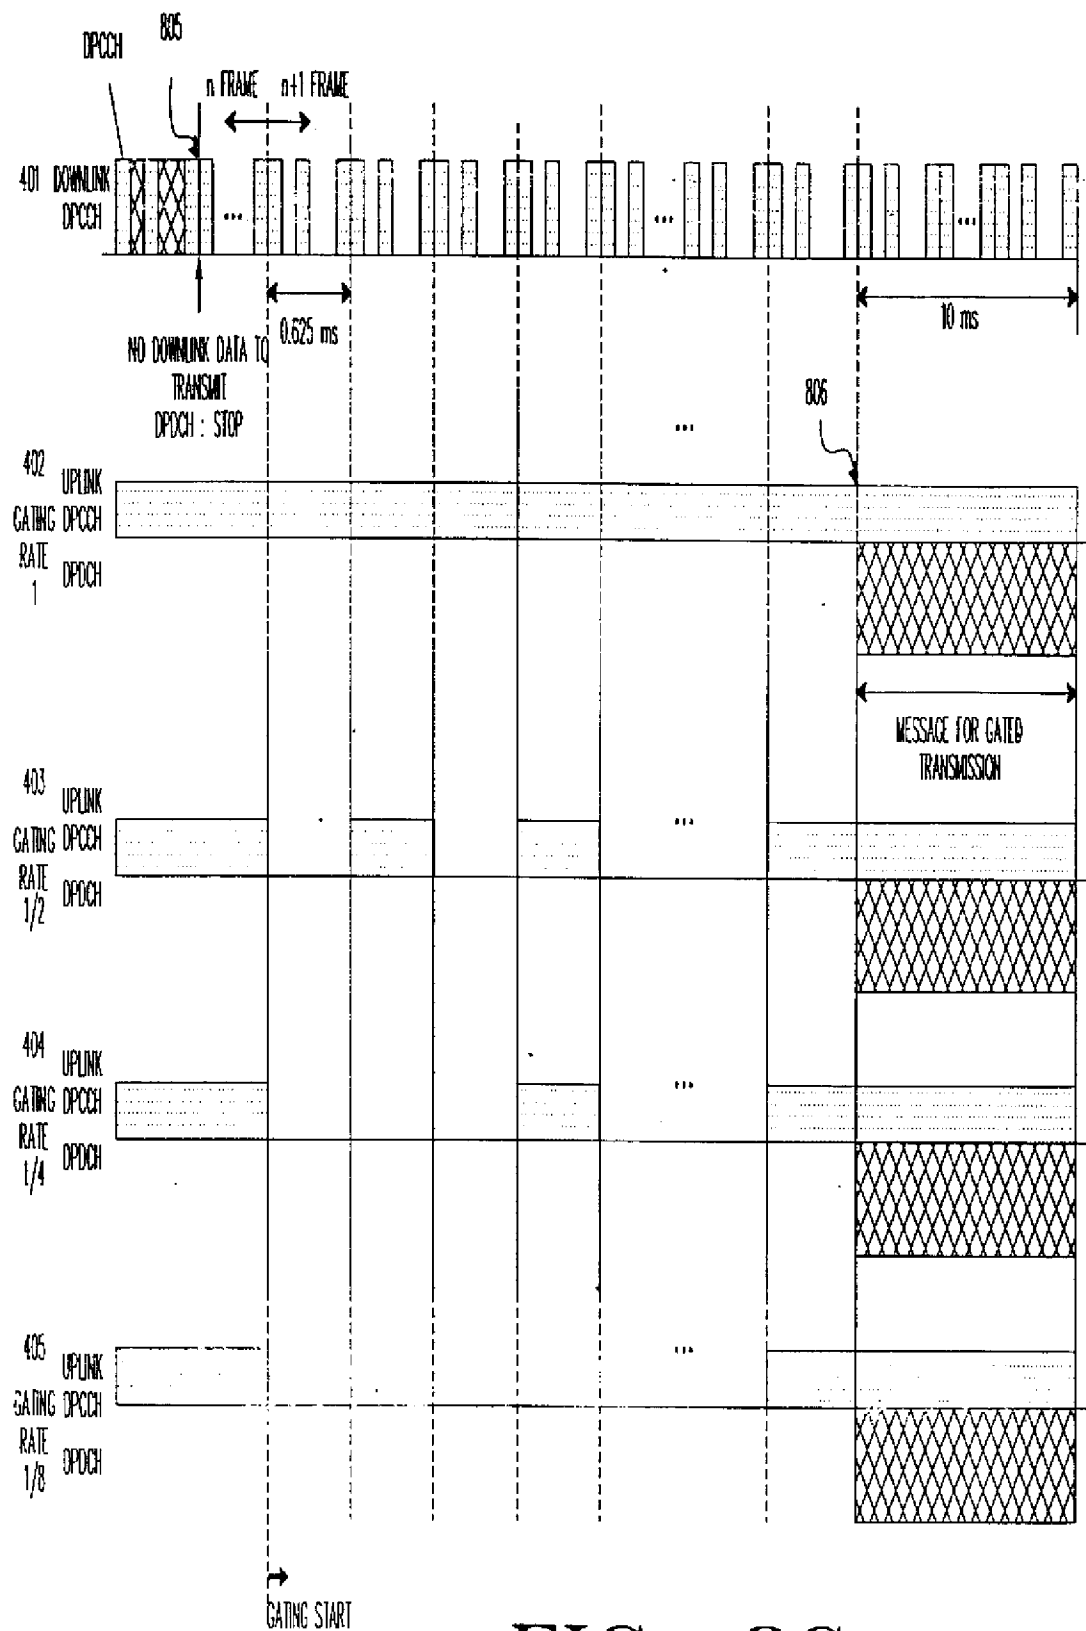 805
DPCCH
n FRAME n+1 FRAME
401 DOWNLINK
DPCCH
...
...
...
0.625 ms
10 ms
NO DOWNLINK DATA TO
TRANSMIT
DPDCH : STOP
806
...
402
UPLINK
GATING DPCCH
RATE
1
DPDCH
MESSAGE FOR GATED
TRANSMISSION
403
UPLINK
GATING DPCCH
RATE
1/2
DPDCH
...
404
UPLINK
GATING DPCCH
RATE
1/4
DPDCH
...
405
UPLINK
GATING DPCCH
RATE
1/8
DPDCH
...
GATING START